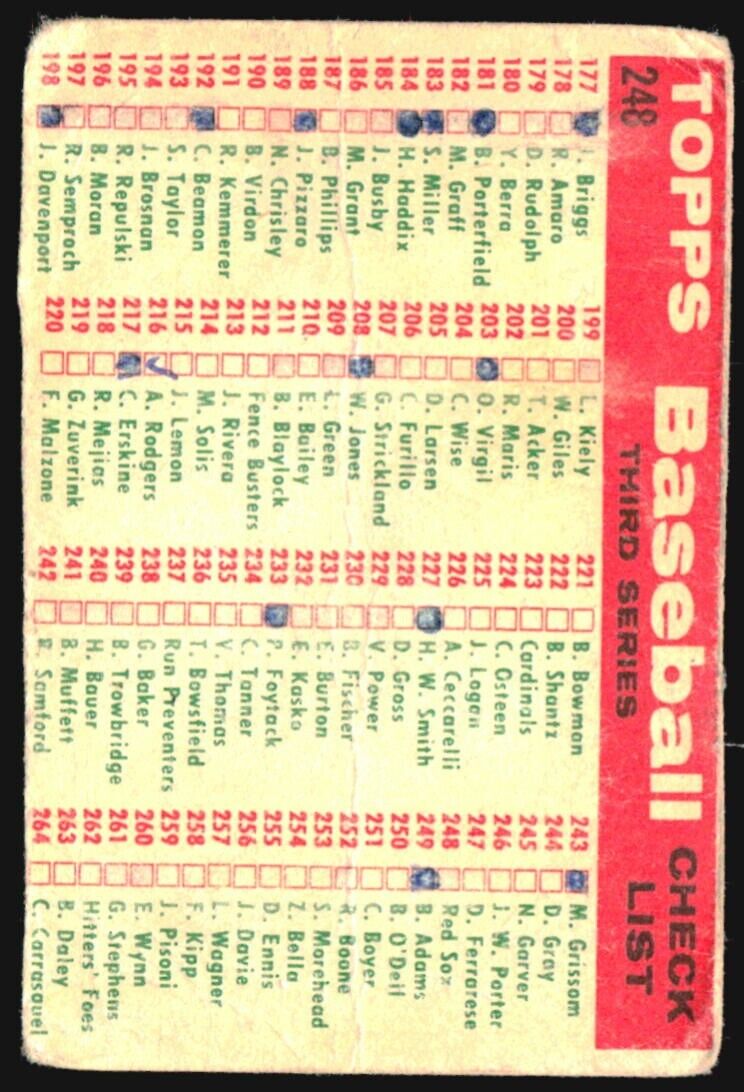 TOPPS Baseball CHECK
248 THIRD SERIES LIST
177 J. Briggs
178 R. Amaro
179 D. Rudolph
180 Y. Berra
181 B. Porterfield
182 M. Graff
183 S. Miller
184 H. Haddix
185 J. Busby
186 M. Grant
187 B. Phillips
188 J. Pizzaro
189 N. Chrisley
190 B. Virdon
191 R. Kemmerer
192 C. Beamon
193 S. Taylor
194 J. Brosnan
195 R. Repulski
196 B. Moran
197 R. Semproch
198 J. Davenport
199 L. Kiely
200 W. Giles
201 T. Acker
202 R. Maris
203 O. Virgil
204 C. Wise
205 D. Larsen
206 C. Furillo
207 G. Strickland
208 W. Jones
209 L. Green
210 E. Bailey
211 B. Blaylock
212 Fence Busters
213 J. Rivera
214 M. Solis
215 J. Lemon
216 A. Rodgers
217 C. Erskine
218 R. Mejias
219 G. Zuverink
220 F. Malzone
221 B. Bowman
222 B. Shantz
223 Cardinals
224 C. Osteen
225 J. Logan
226 A. Ceccarelli
227 H. W. Smith
228 D. Gross
229 V. Power
230 B. Fischer
231 E. Burton
232 E. Kasko
233 P. Foytack
234 C. Tanner
235 V. Thomas
236 T. Bowsfield
237 Run Preventers
238 G. Baker
239 B. Trowbridge
240 H. Bauer
241 B. Muffett
242 R. Samford
243 M. Grissom
244 D. Gray
245 N. Garver
246 J. W. Porter
247 D. Ferrarese
248 Red Sox
249 B. Adams
250 B. O'Dell
251 C. Boyer
252 R. Boone
253 S. Morehead
254 Z. Bella
255 D. Ennis
256 J. Davie
257 L. Wagner
258 F. Kipp
259 J. Pisoni
260 E. Wynn
261 G. Stephens
262 Hitters' Foes
263 B. Daley
264 C. Carrasquel